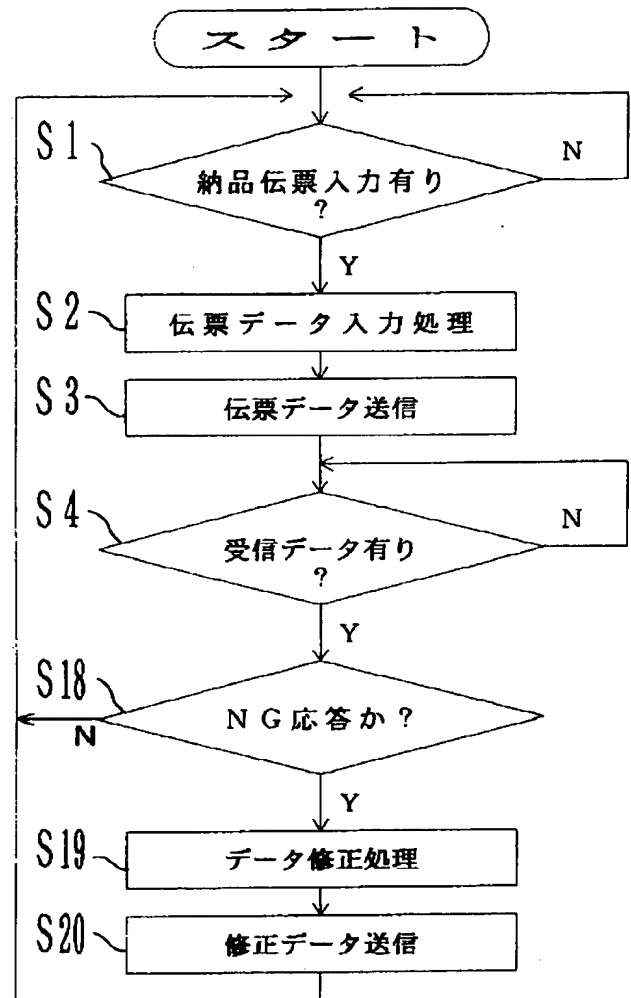 スタート
S1
納品伝票入力有り
?
N
Y
S2
伝票データ入力処理
S3
伝票データ送信
S4
受信データ有り
?
N
Y
S18
NG応答か?
N
Y
S19
データ修正処理
S20
修正データ送信